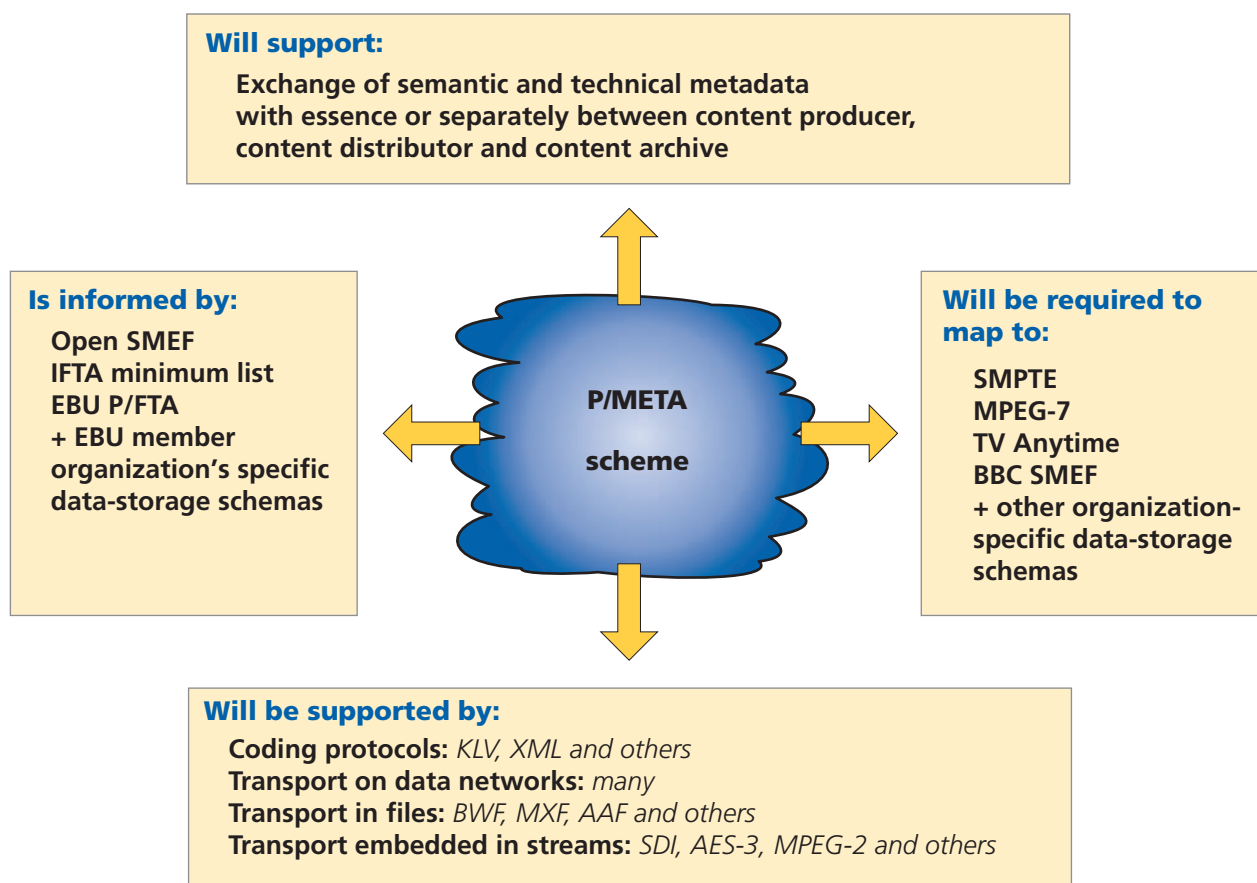 Will support:
Exchange of semantic and technical metadata
with essence or separately between content producer,
content distributor and content archive
Is informed by:
Open SMEF
IFTA minimum list
EBU P/FTA
+ EBU member
organization’s specific
data-storage schemas
P/META
scheme
Will be required to
map to:
SMPTE
MPEG-7
TV Anytime
BBC SMEF
+ other organization-
specific data-storage
schemas
Will be supported by:
Coding protocols: KLV, XML and others
Transport on data networks: many
Transport in files: BWF, MXF, AAF and others
Transport embedded in streams: SDI, AES-3, MPEG-2 and others